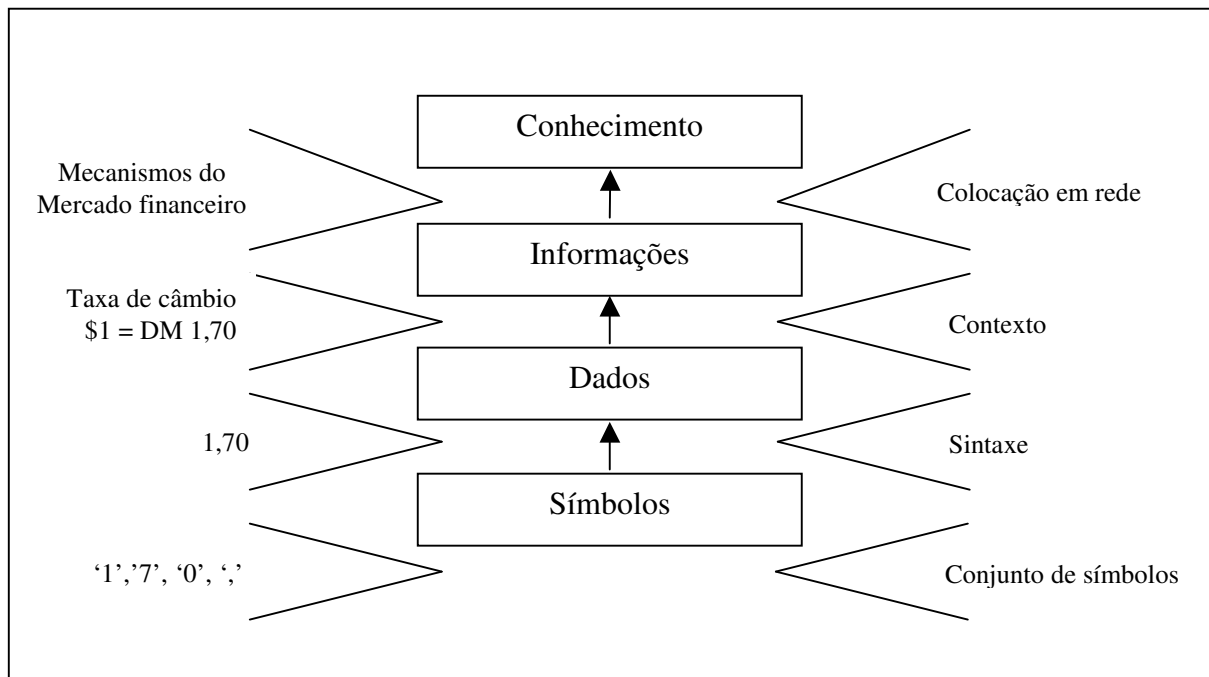 Conhecimento
Mecanismos do
Mercado financeiro
Colocação em rede
Informações
Taxa de câmbio
$1 = DM 1,70
Contexto
Dados
1,70
Sintaxe
Símbolos
‘1’,’7’, ‘0’, ‘,’
Conjunto de símbolos